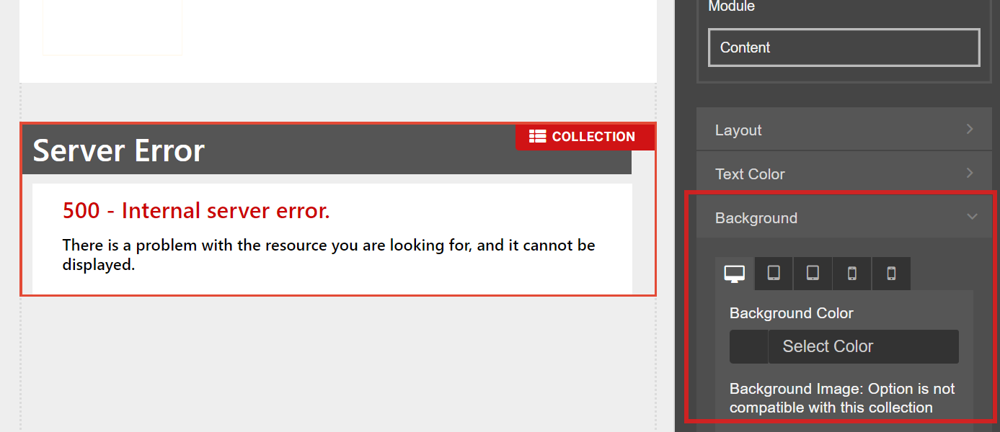 Module
Content
Server Error
COLLECTION
500 - Internal server error.
There is a problem with the resource you are looking for, and it cannot be
displayed.
Layout
Text Color
Background
Background Color
Select Color
Background Image: Option is not
compatible with this collection